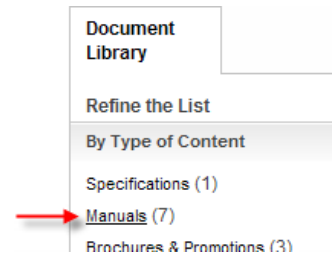 Document
Library
Refine the List
By Type of Content
Specifications (1)
Manuals (7)
Brochures & Promotions (3)